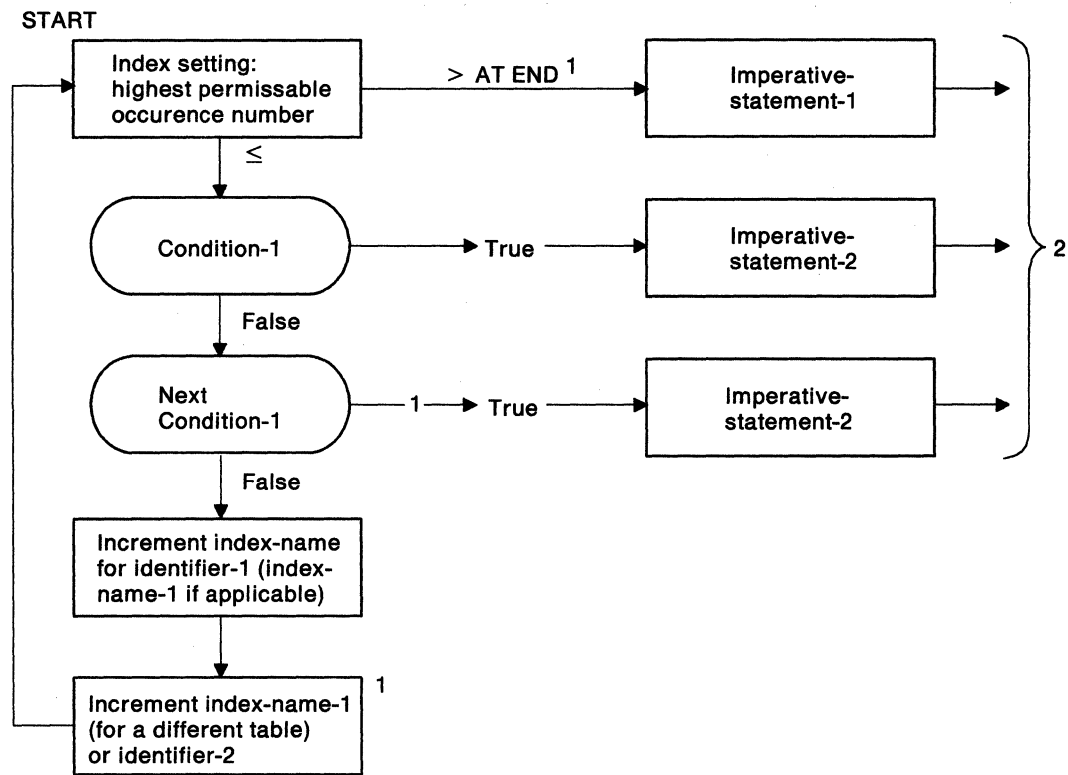 START
Index setting:
highest permissable
occurence number
> AT END 1
Imperative-
statement-1
≤
Condition-1
True
Imperative-
statement-2
2
False
Next
Condition-1
1
True
Imperative-
statement-2
False
Increment index-name
for identifier-1 (index-
name-1 if applicable)
1
Increment index-name-1
(for a different table)
or identifier-2